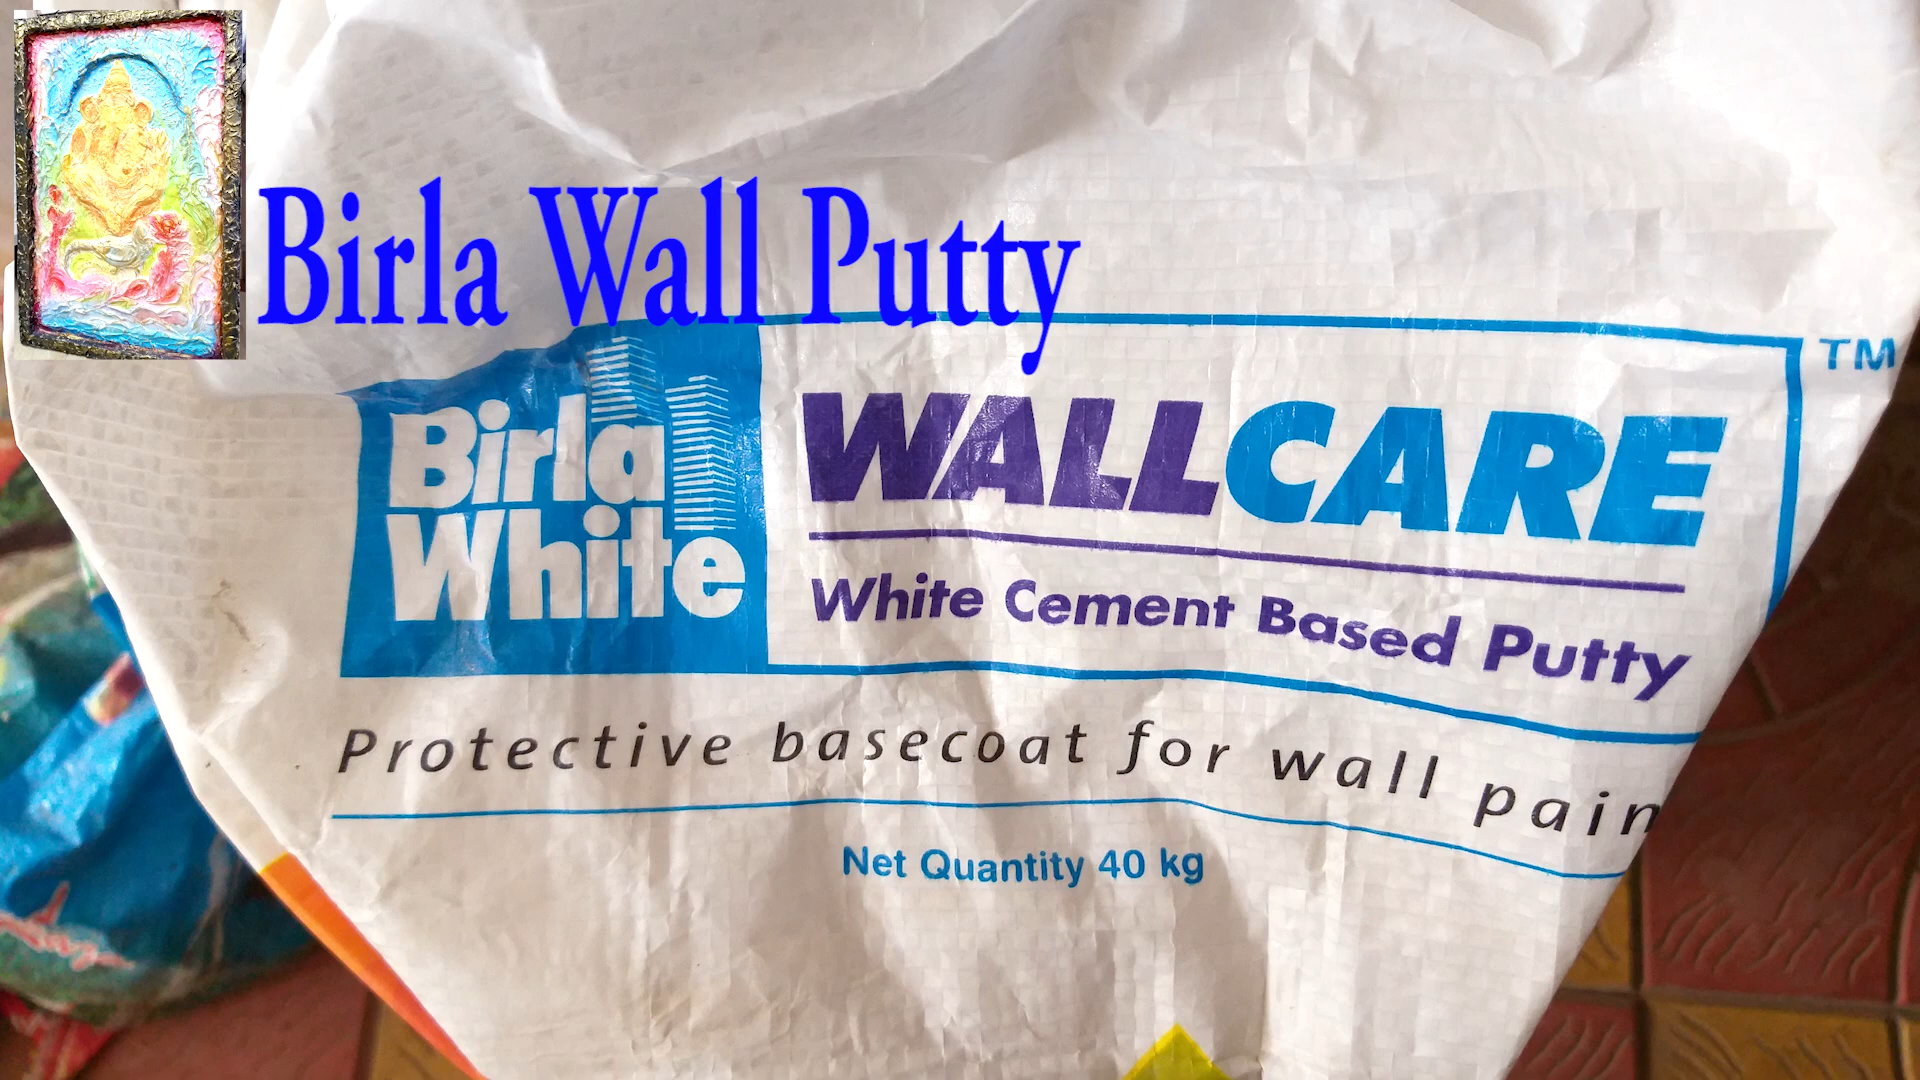 Birla Wall Putty
Birla
White
WALLCARE TM
White Cement Based Putty
Protective basecoat for wall pain
Net Quantity 40 kg